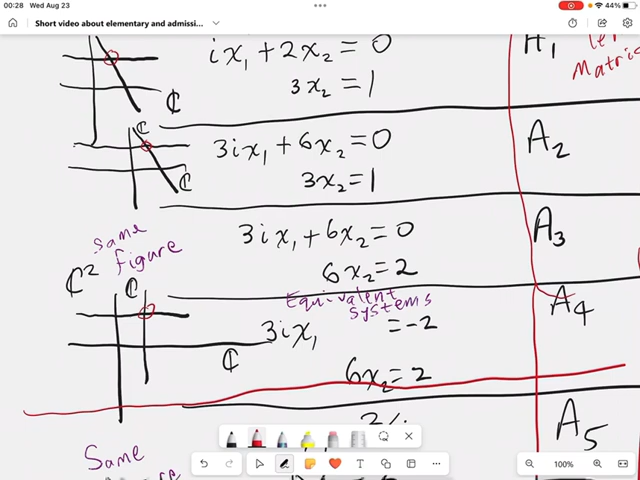 00:28 Wed Aug 23
44%
Short video about elementary and admissi...
ix₁ + 2x₂ = 0
A₁
Matri
3x₂ = 1
ℂ
ℂ
3ix₁ + 6x₂ = 0
A₂
3x₂ = 1
ℂ
same
figure
3ix₁ + 6x₂ = 0
A₃
6x₂ = 2
ℂ²
ℂ
Equivalent
systems
A₄
3ix₁ = -2
ℂ
6x₂ = 2
A₅
Same
100%